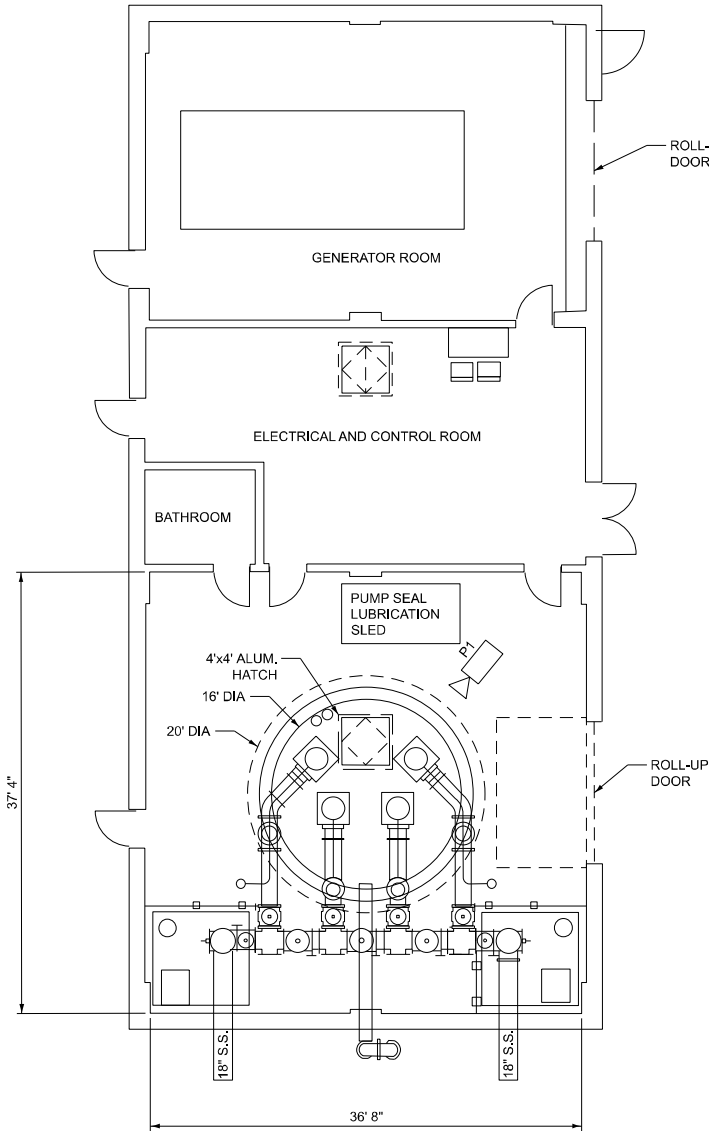 ROLL-
DOOR
GENERATOR ROOM
ELECTRICAL AND CONTROL ROOM
BATHROOM
PUMP SEAL
LUBRICATION
SLED
P1
4'x4' ALUM.
HATCH
16' DIA
20' DIA
ROLL-UP
DOOR
37' 4"
18" S.S.
18" S.S.
36' 8"